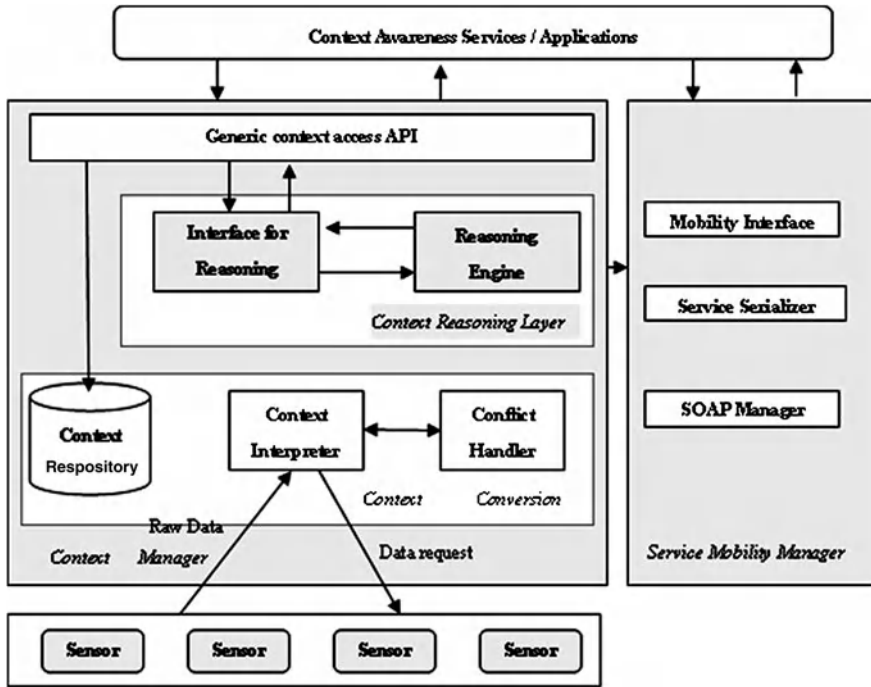 Context Awareness Services / Applications
Generic context access API
Interface for
Reasoning
Reasoning
Engine
Context Reasoning Layer
Mobility Interface
Service Serializer
SOAP Manager
Context
Respository
Context
Interpreter
Conflict
Handler
Context Conversion
Raw Data
Context Manager
Data request
Service Mobility Manager
Sensor Sensor Sensor Sensor